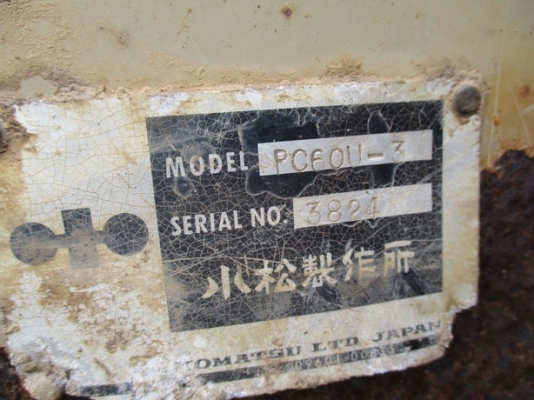 MODEL PC60U-3
SERIAL NO. 3824
小松製作所
KOMATSU LTD JAPAN